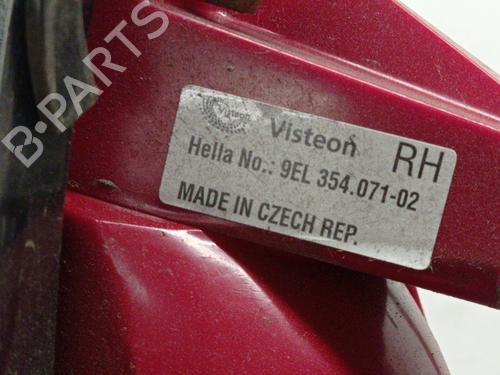 B-PARTS
Visteon
RH
Hella No.: 9EL 354.071-02
MADE IN CZECH REP.